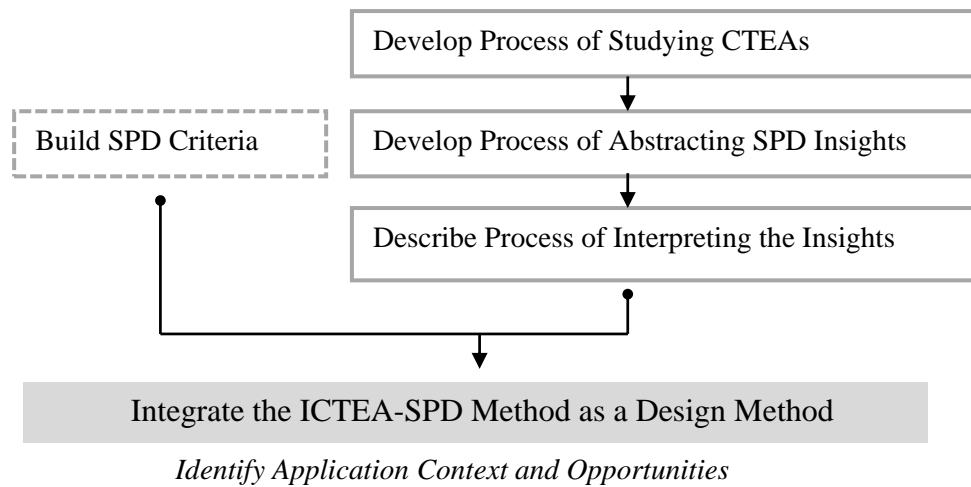 Develop Process of Studying CTEAs
Build SPD Criteria
Develop Process of Abstracting SPD Insights
Describe Process of Interpreting the Insights
Integrate the ICTEA-SPD Method as a Design Method
Identify Application Context and Opportunities